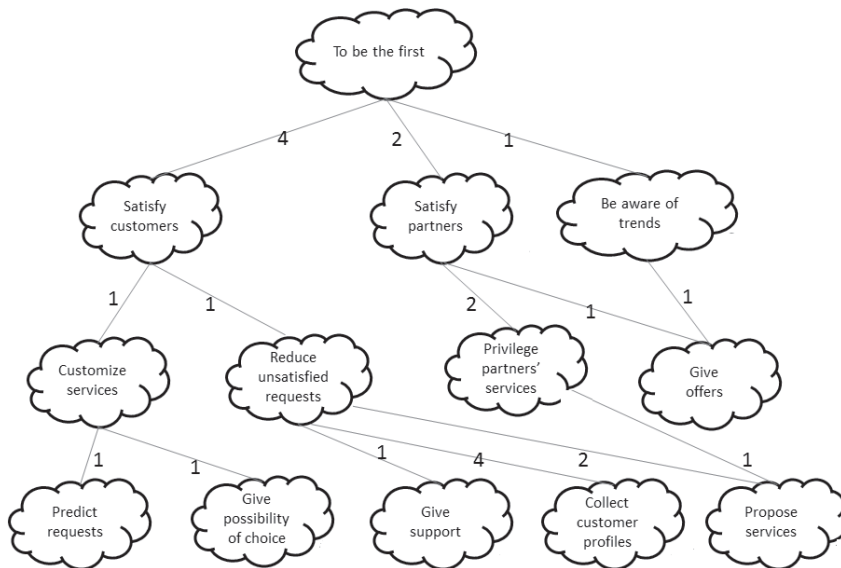 To be the first
4
2
1
Satisfy
customers
Satisfy
partners
Be aware of
trends
1
1
2
1
1
Customize
services
Reduce
unsatisfied
requests
Privilege
partners'
services
Give
offers
1
1
1
4
2
1
Predict
requests
Give
possibility
of choice
Give
support
Collect
customer
profiles
Propose
services